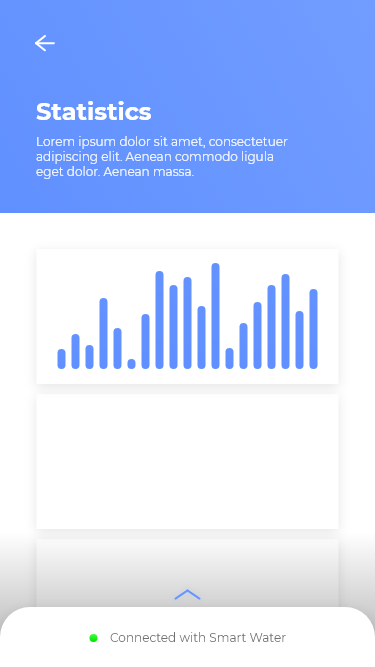 Statistics
Lorem ipsum dolor sit amet, consectetuer
adipiscing elit. Aenean commodo ligula
eget dolor. Aenean massa.
Connected with Smart Water